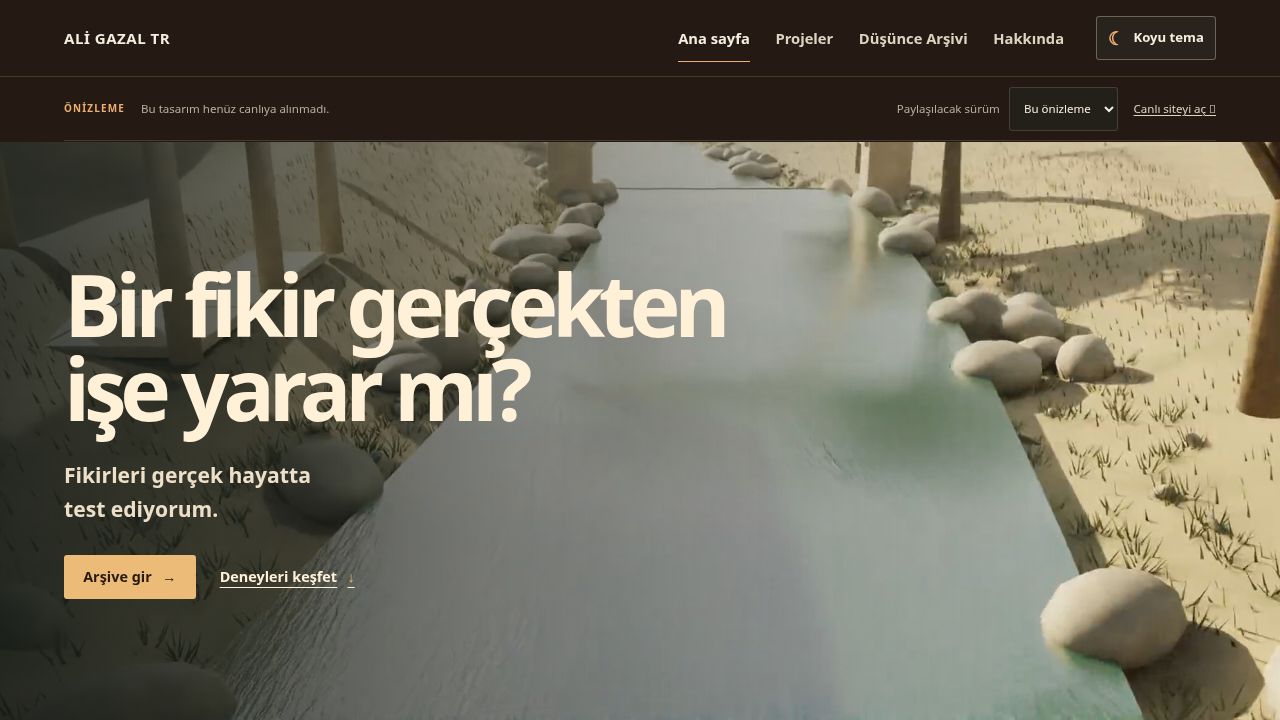 ALİ GAZAL TR
Ana sayfa
Projeler
Düşünce Arşivi
Hakkında
Koyu tema
ÖNİZLEME
Bu tasarım henüz canlıya alınmadı.
Paylaşılacak sürüm
Bu önizleme
Canlı siteyi aç
Bir fikir gerçekten
işe yarar mı?
Fikirleri gerçek hayatta
test ediyorum.
Arşive gir →
Deneyleri keşfet ↓